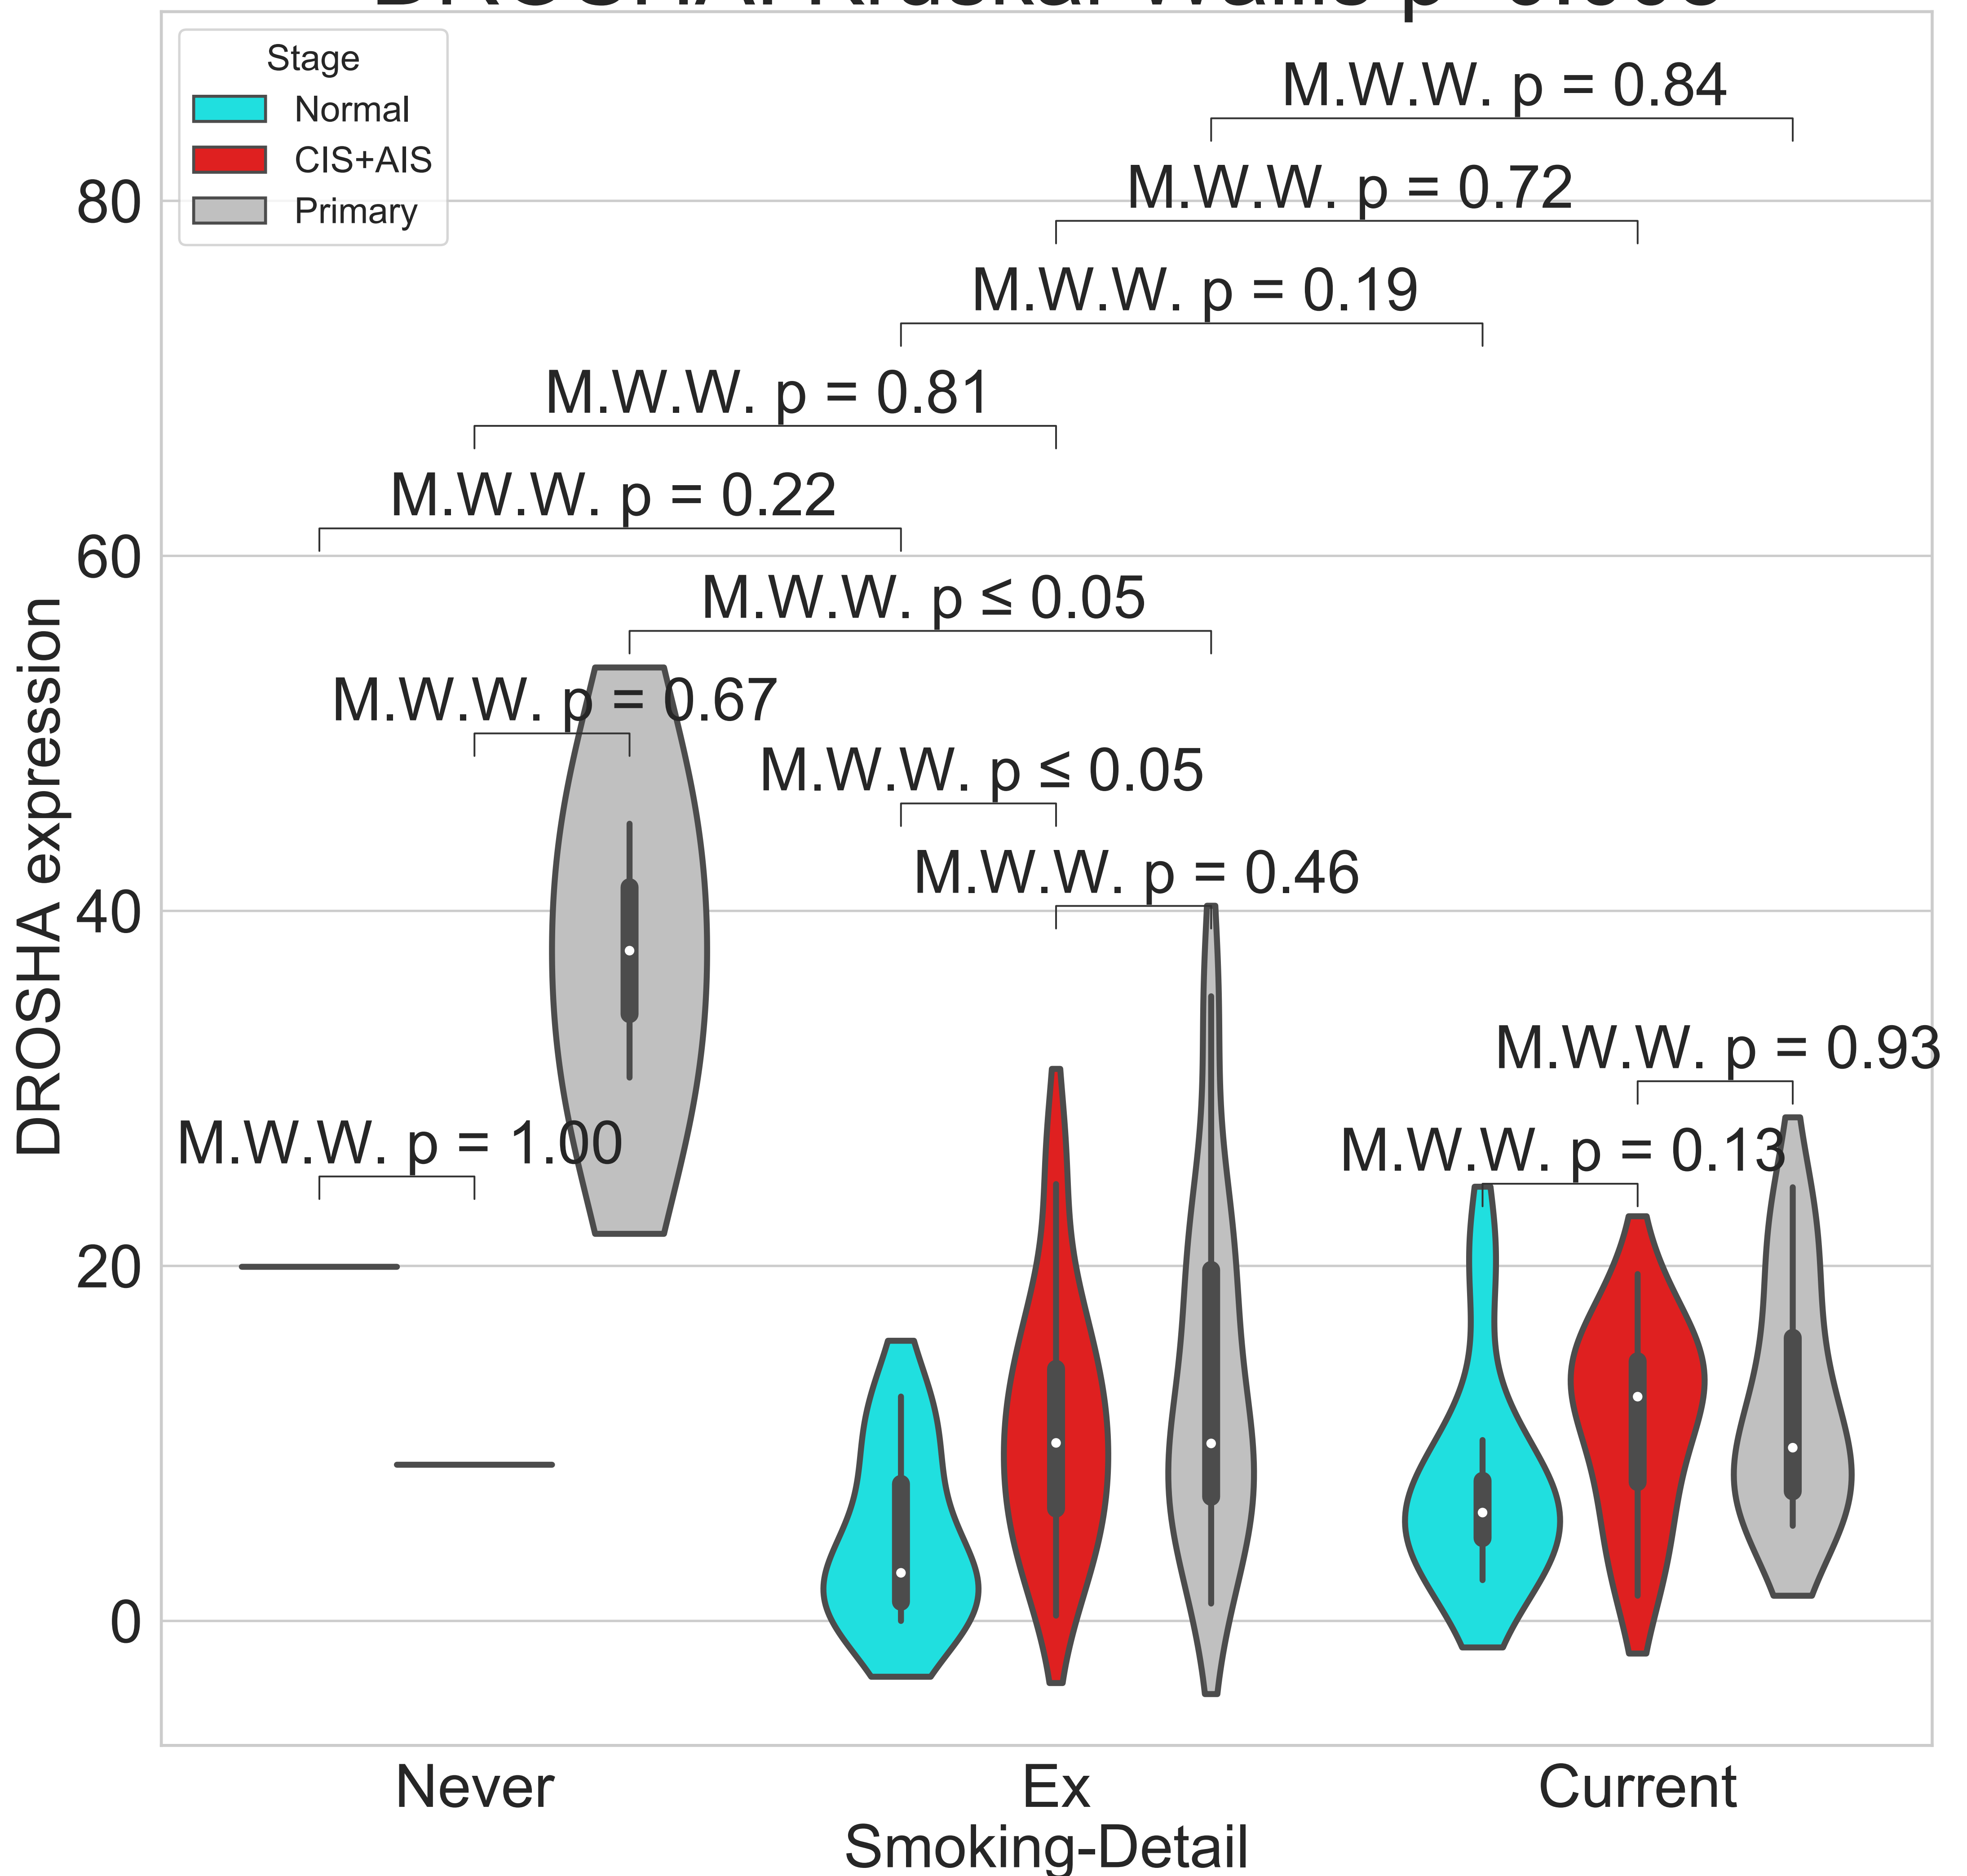 Stage
Normal
CIS+AIS
Primary
M.W.W. p = 0.84
M.W.W. p = 0.72
M.W.W. p = 0.19
M.W.W. p = 0.81
M.W.W. p = 0.22
M.W.W. p ≤ 0.05
M.W.W. p = 0.67
M.W.W. p ≤ 0.05
M.W.W. p = 0.46
M.W.W. p = 0.93
M.W.W. p = 0.13
M.W.W. p = 1.00
DROSHA expression
80
60
40
20
0
Never
Ex
Current
Smoking-Detail